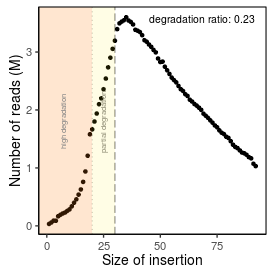 degradation ratio: 0.23
Number of reads (M)
3
2
1
0
high degradation
partial degradation
0
25
50
75
Size of insertion